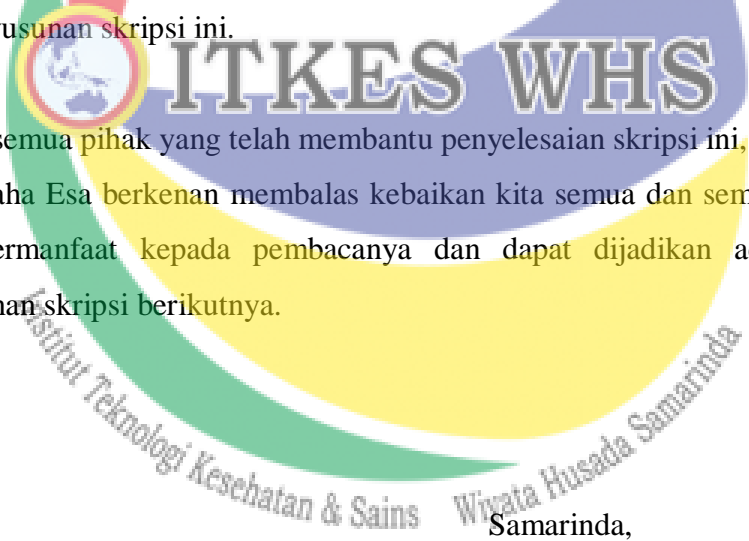 yusunan skripsi ini.
ITKES WHS
semua pihak yang telah membantu penyelesaian skripsi ini,
aha Esa berkenan membalas kebaikan kita semua dan sem
ermanfaat kepada pembacanya dan dapat dijadikan a
nan skripsi berikutnya.
Institut Teknologi Kesehatan & Sains Wiyata Husada Samarinda
Samarinda,